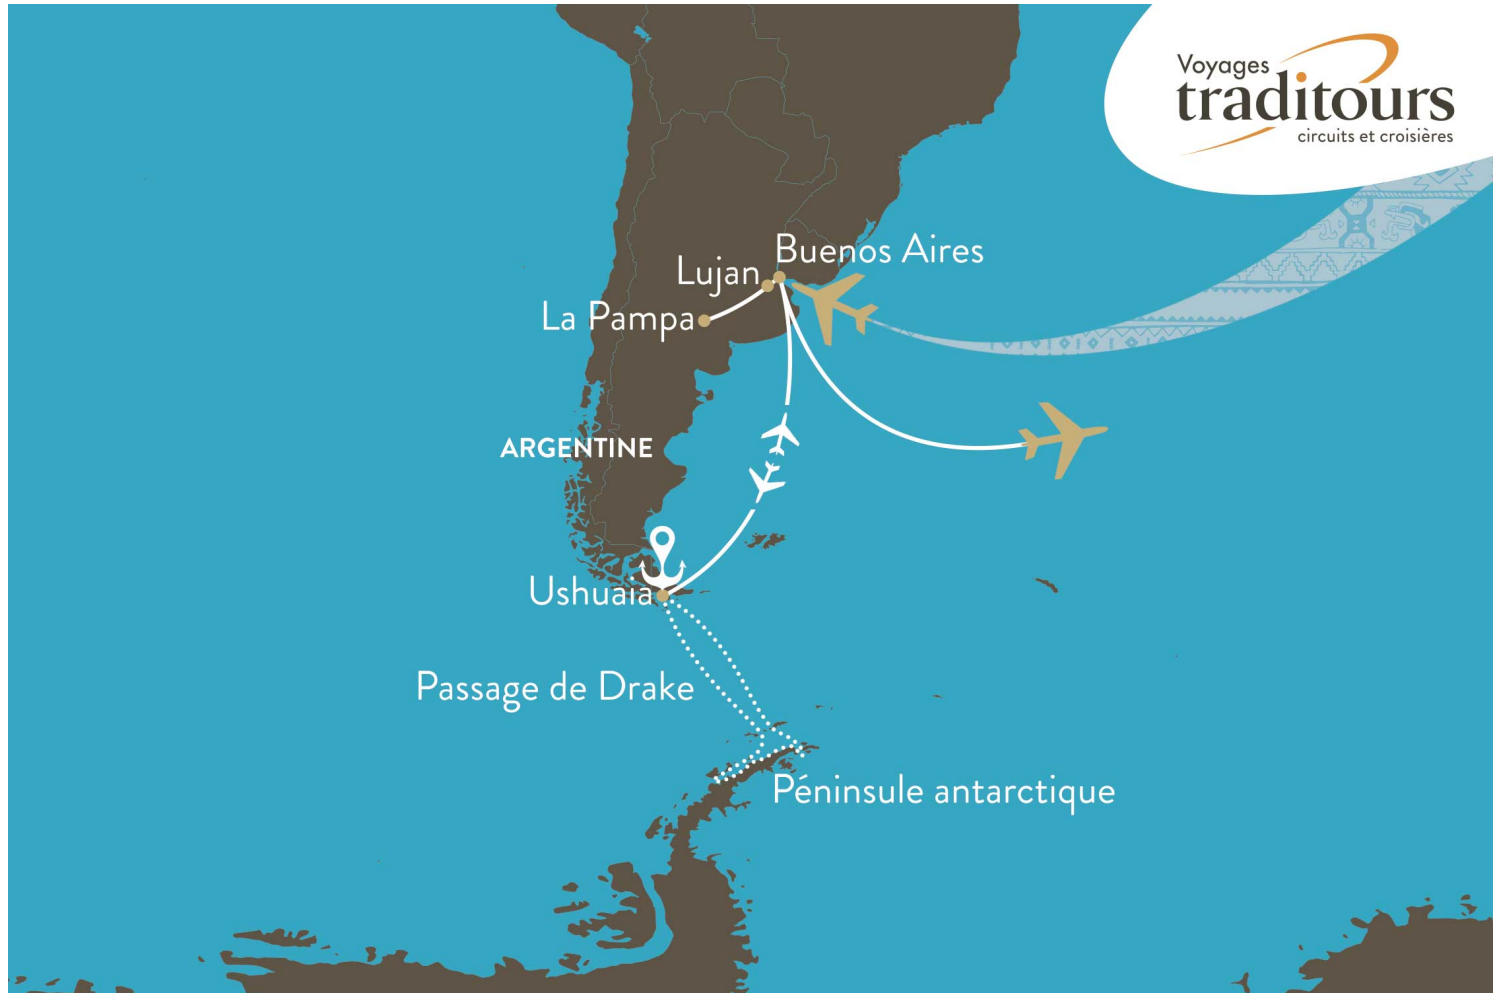 Voyages
traditours
circuits et croisières
Buenos Aires
Lujan
La Pampa
ARGENTINE
Ushuaia
Passage de Drake
Péninsule antarctique